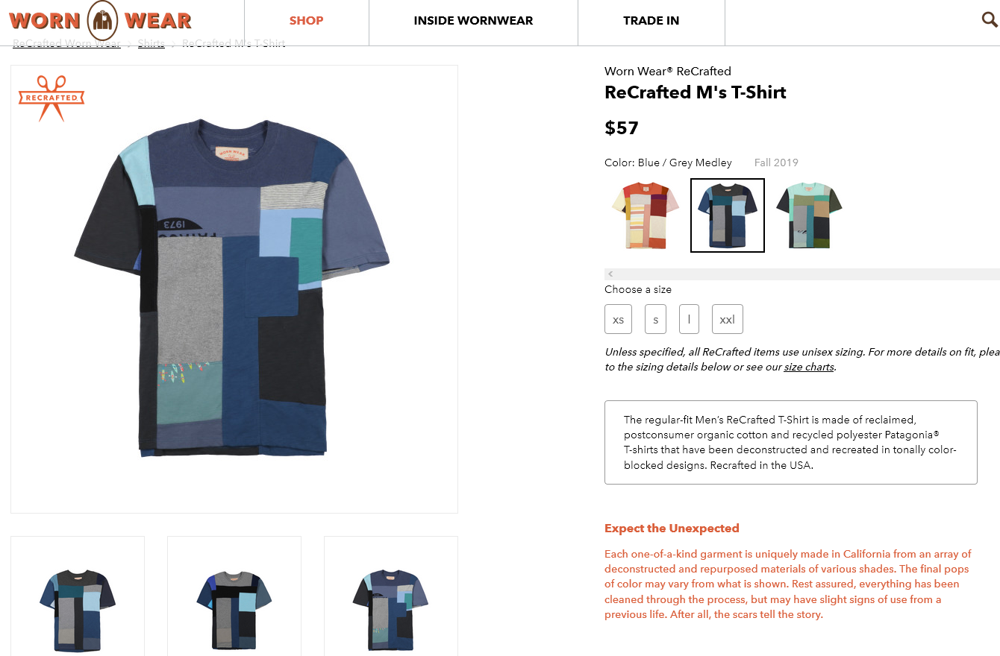 WORN WEAR
SHOP
INSIDE WORNWEAR
TRADE IN
ReCrafted Worn Wear > Shirts > ReCrafted M's T-Shirt
RECRAFTED
WORN WEAR
1973
Worn Wear® ReCrafted
ReCrafted M's T-Shirt
$57
Color: Blue / Grey Medley Fall 2019
Choose a size
xs s l xxl
Unless specified, all ReCrafted items use unisex sizing. For more details on fit, plea
to the sizing details below or see our size charts.
The regular-fit Men’s ReCrafted T-Shirt is made of reclaimed,
postconsumer organic cotton and recycled polyester Patagonia®
T-shirts that have been deconstructed and recreated in tonally color-
blocked designs. Recrafted in the USA.
Expect the Unexpected
Each one-of-a-kind garment is uniquely made in California from an array of
deconstructed and repurposed materials of various shades. The final pops
of color may vary from what is shown. Rest assured, everything has been
cleaned through the process, but may have slight signs of use from a
previous life. After all, the scars tell the story.